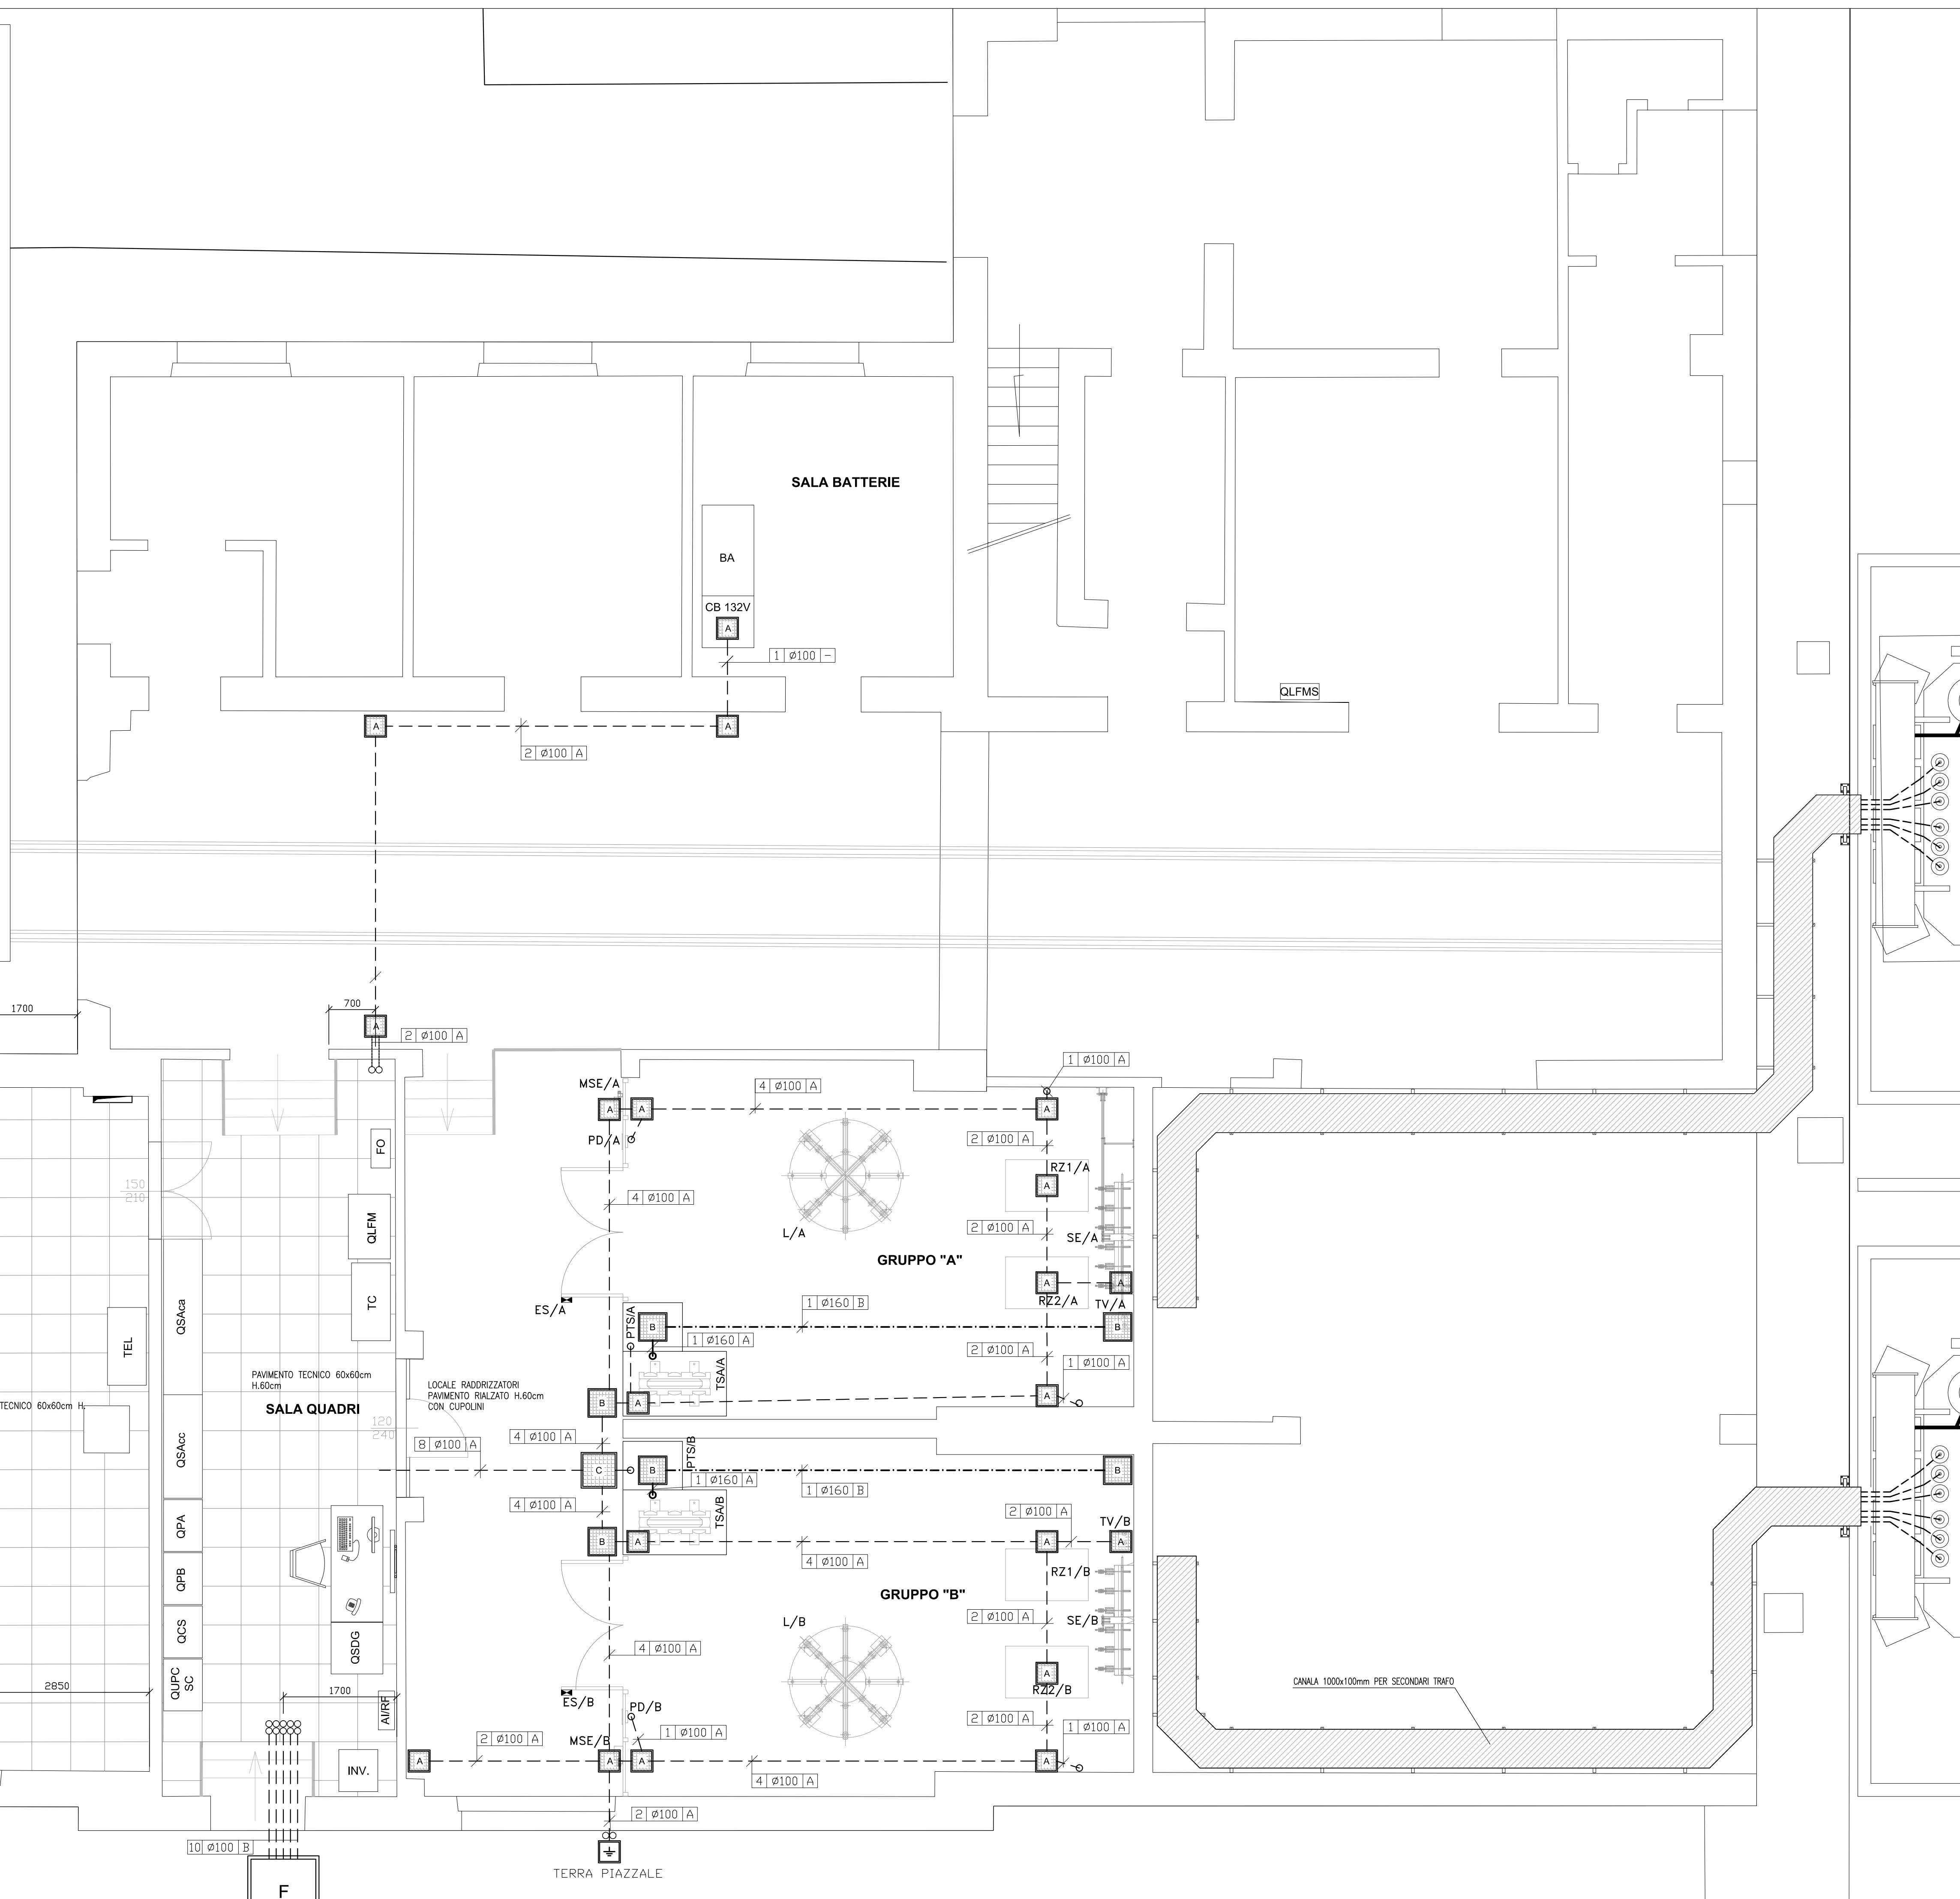 SALA BATTERIE
BA
CB 132V
A
1 Ø100 -
QLFMS
A
A
2 Ø100 A
1700
700
A
2 Ø100 A
1 Ø100 A
MSE/A
4 Ø100 A
A
A
A
PD/A
2 Ø100 A
FO
RZ1/A
150
210
A
4 Ø100 A
QLFM
2 Ø100 A
L/A
SE/A
GRUPPO "A"
A
A
TC
QSAca
ES/A
RZ2/A
TV/A
1 Ø160 B
PTS/A
B
B
TEL
1 Ø160 A
2 Ø100 A
1 Ø100 A
TSA/A
PAVIMENTO TECNICO 60x60cm
H.60cm
LOCALE RADDRIZZATORI
PAVIMENTO RIALZATO H.60cm
CON CUPOLINI
TECNICO 60x60cm H.
SALA QUADRI
B
A
A
120
240
4 Ø100 A
8 Ø100 A
QSAcc
PTS/B
C
B
B
1 Ø160 A
1 Ø160 B
4 Ø100 A
TSA/B
2 Ø100 A
TV/B
QPA
B
A
A
A
4 Ø100 A
RZ1/B
QPB
GRUPPO "B"
2 Ø100 A
L/B
SE/B
QCS
QSDG
4 Ø100 A
A
QUPC
SC
2850
1700
CANALA 1000x100mm PER SECONDARI TRAFO
RZ2/B
ES/B
PD/B
AI/RF
2 Ø100 A
1 Ø100 A
1 Ø100 A
2 Ø100 A
MSE/B
A
A
A
A
INV.
4 Ø100 A
2 Ø100 A
10 Ø100 B
TERRA PIAZZALE
F